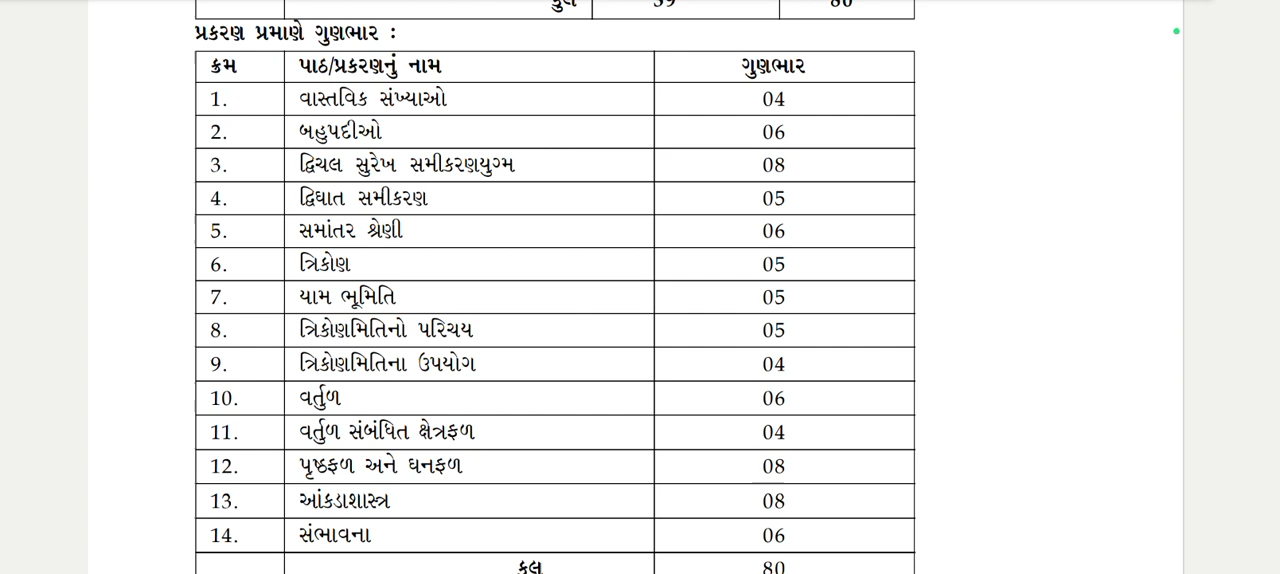 કુલ 39 80
પ્રકરણ પ્રમાણે ગુણભાર :
ક્રમ પાઠ/પ્રકરણનું નામ ગુણભાર
1. વાસ્તવિક સંખ્યાઓ 04
2. બહુપદીઓ 06
3. દ્વિચલ સુરેખ સમીકરણયુગ્મ 08
4. દ્વિઘાત સમીકરણ 05
5. સમાંતર શ્રેણી 06
6. ત્રિકોણ 05
7. યામ ભૂમિતિ 05
8. ત્રિકોણમિતિનો પરિચય 05
9. ત્રિકોણમિતિના ઉપયોગ 04
10. વર્તુળ 06
11. વર્તુળ સંબંધિત ક્ષેત્રફળ 04
12. પૃષ્ઠફળ અને ઘનફળ 08
13. આંકડાશાસ્ત્ર 08
14. સંભાવના 06
કુલ 80